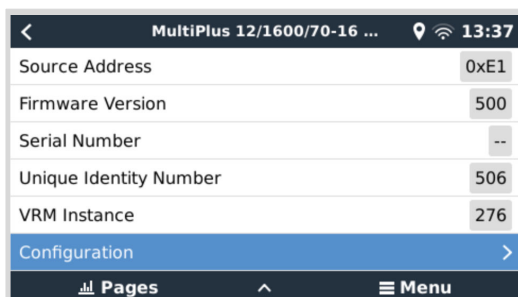 MultiPlus 12/1600/70-16 ... 13:37
Source Address 0xE1
Firmware Version 500
Serial Number --
Unique Identity Number 506
VRM Instance 276
Configuration
Pages Menu